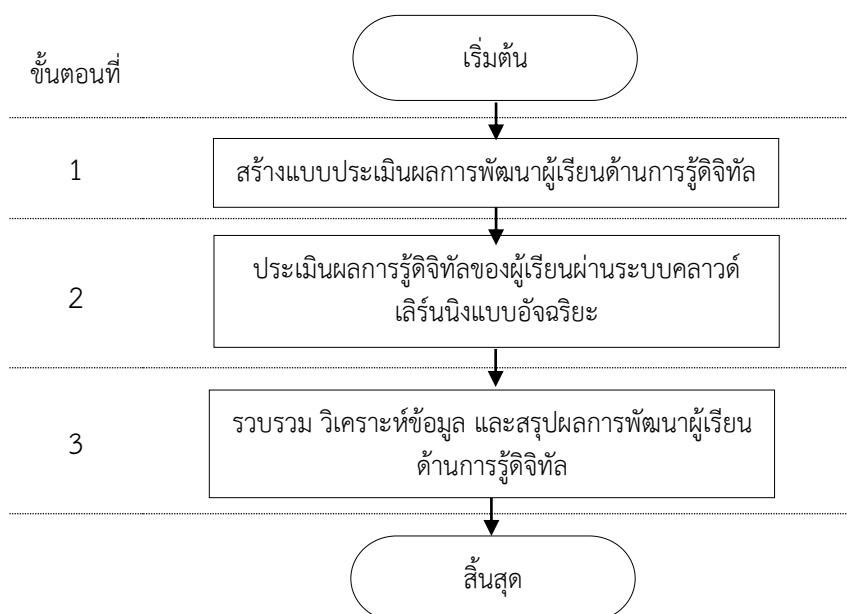 เริ่มต้น
ขั้นตอนที่
1
สร้างแบบประเมินผลการพัฒนาผู้เรียนด้านการรู้ดิจิทัล
2
ประเมินผลการรู้ดิจิทัลของผู้เรียนผ่านระบบคลาวด์
เลิร์นนิงแบบอัจฉริยะ
3
รวบรวม วิเคราะห์ข้อมูล และสรุปผลการพัฒนาผู้เรียน
ด้านการรู้ดิจิทัล
สิ้นสุด